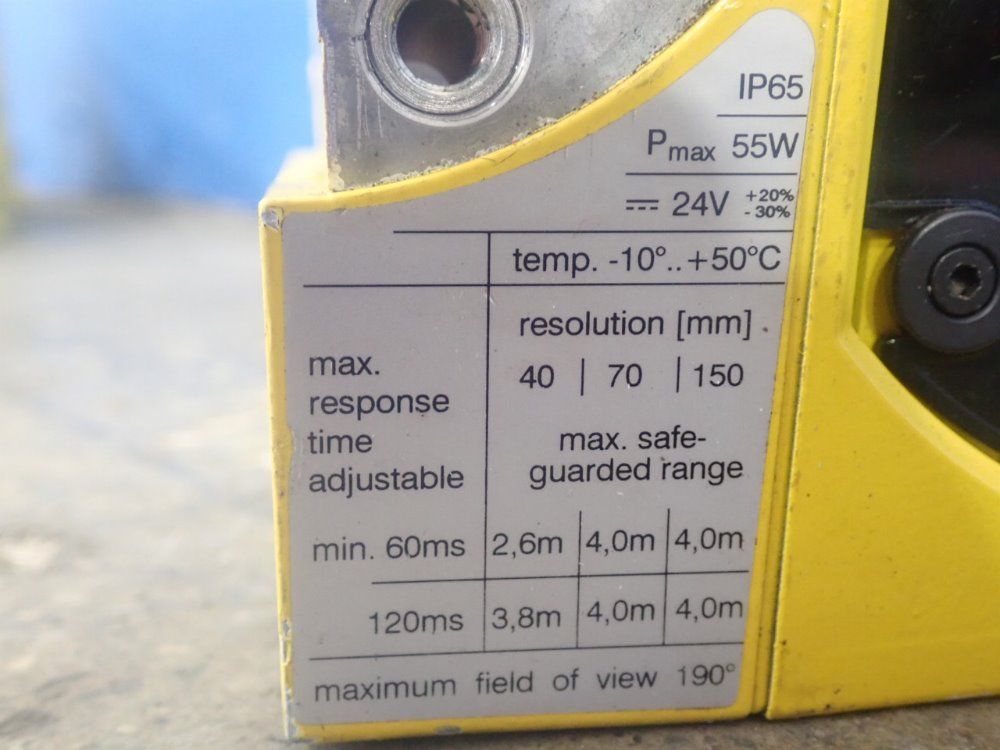 IP65
Pmax 55W
⎓ 24V +20% -30%
temp. -10°..+50°C
resolution [mm]
40 | 70 | 150
max.
response
time
adjustable
max. safe-
guarded range
min. 60ms 2,6m 4,0m 4,0m
120ms 3,8m 4,0m 4,0m
maximum field of view 190°